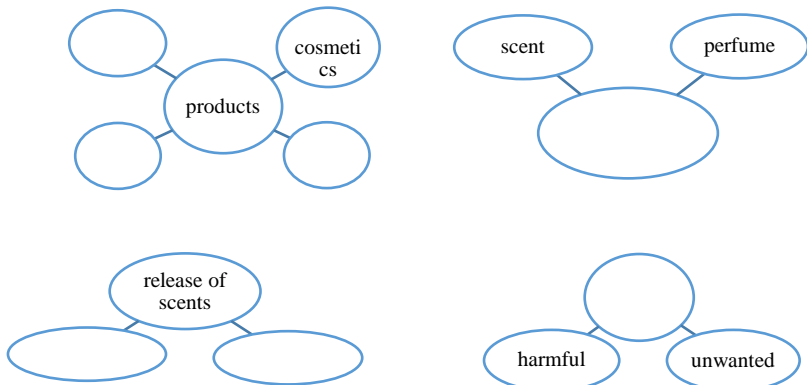 cosmeti
cs
products
scent
perfume
release of
scents
harmful
unwanted